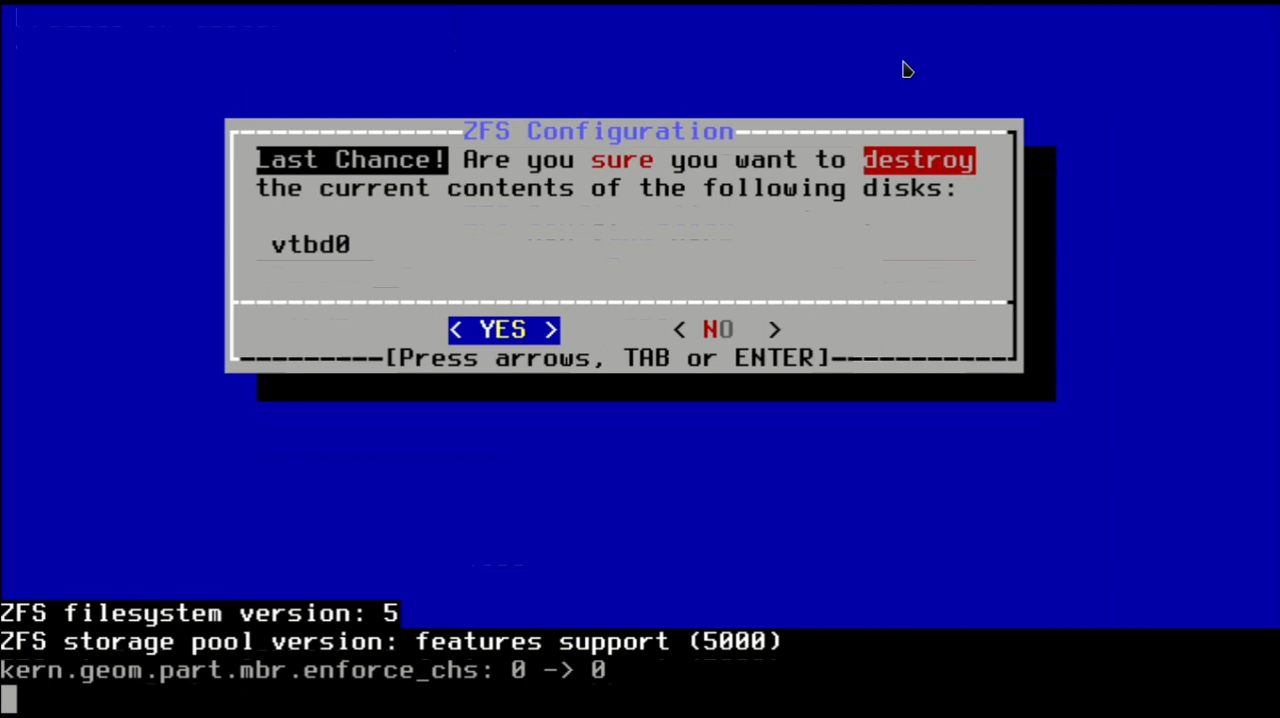 ZFS Configuration
Last Chance! Are you sure you want to destroy
the current contents of the following disks:
vtbd0
< YES > < NO >
[Press arrows, TAB or ENTER]
ZFS filesystem version: 5
ZFS storage pool version: features support (5000)
kern.geom.part.mbr.enforce_chs: 0 -> 0